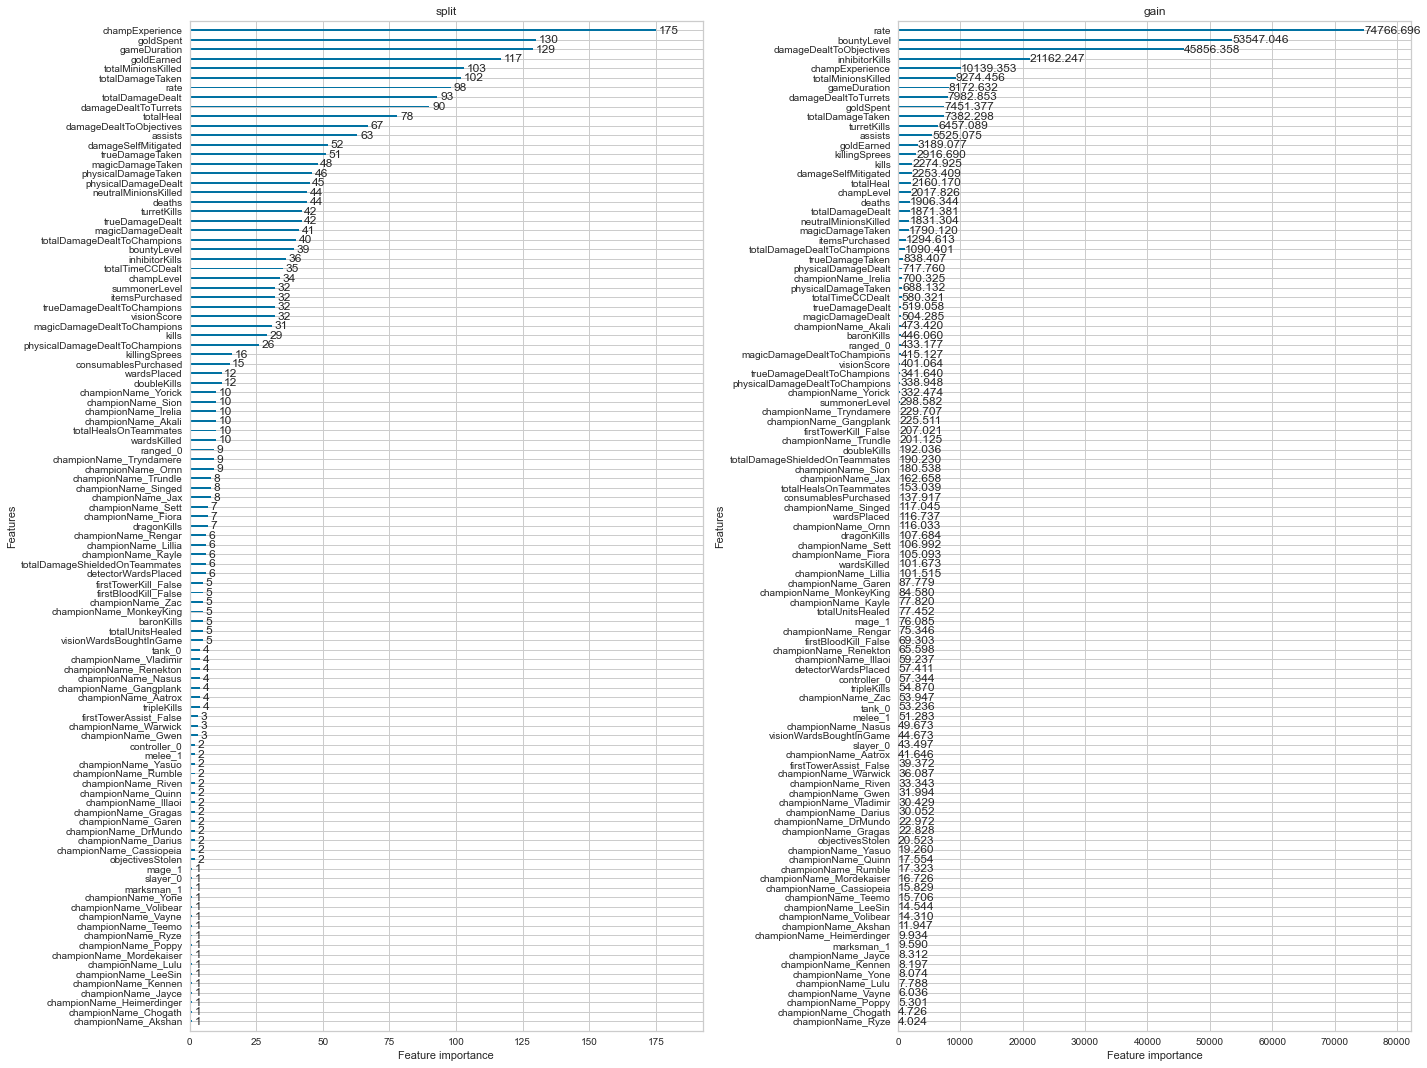 split
champExperience 175
goldSpent 130
gameDuration 129
goldEarned 117
totalMinionsKilled 103
totalDamageTaken 102
rate 98
totalDamageDealt 93
damageDealtToTurrets 90
totalHeal 78
damageDealtToObjectives 67
assists 63
damageSelfMitigated 52
trueDamageTaken 51
magicDamageTaken 48
physicalDamageTaken 46
physicalDamageDealt 45
neutralMinionsKilled 44
deaths 44
turretKills 42
trueDamageDealt 42
magicDamageDealt 41
totalDamageDealtToChampions 40
bountyLevel 39
inhibitorKills 36
totalTimeCCDealt 35
champLevel 34
summonerLevel 32
itemsPurchased 32
trueDamageDealtToChampions 32
visionScore 32
magicDamageDealtToChampions 31
kills 29
physicalDamageDealtToChampions 26
killingSprees 16
consumablesPurchased 15
wardsPlaced 12
doubleKills 12
championName_Yorick 10
championName_Sion 10
championName_Irelia 10
championName_Akali 10
totalHealsOnTeammates 10
wardsKilled 10
ranged_0 9
championName_Tryndamere 9
championName_Ornn 9
championName_Trundle 8
championName_Singed 8
championName_Jax 8
championName_Sett 7
championName_Fiora 7
dragonKills 7
championName_Rengar 6
championName_Lillia 6
championName_Kayle 6
totalDamageShieldedOnTeammates 6
detectorWardsPlaced 6
firstTowerKill_False 5
firstBloodKill_False 5
championName_Zac 5
championName_MonkeyKing 5
baronKills 5
totalUnitsHealed 5
visionWardsBoughtInGame 5
tank_0 4
championName_Vladimir 4
championName_Renekton 4
championName_Nasus 4
championName_Gangplank 4
championName_Aatrox 4
tripleKills 4
firstTowerAssist_False 3
championName_Warwick 3
championName_Gwen 3
controller_0 2
melee_1 2
championName_Yasuo 2
championName_Rumble 2
championName_Riven 2
championName_Quinn 2
championName_Illaoi 2
championName_Gragas 2
championName_Garen 2
championName_DrMundo 2
championName_Darius 2
championName_Cassiopeia 2
objectivesStolen 2
mage_1 1
slayer_0 1
marksman_1 1
championName_Yone 1
championName_Volibear 1
championName_Vayne 1
championName_Teemo 1
championName_Ryze 1
championName_Poppy 1
championName_Mordekaiser 1
championName_Lulu 1
championName_LeeSin 1
championName_Kennen 1
championName_Jayce 1
championName_Heimerdinger 1
championName_Chogath 1
championName_Akshan 1
0 25 50 75 100 125 150 175
Feature importance
Features
gain
rate 74766.696
bountyLevel 53547.046
damageDealtToObjectives 45856.358
inhibitorKills 21162.247
champExperience 10139.353
totalMinionsKilled 9274.456
gameDuration 8172.632
damageDealtToTurrets 7982.853
goldSpent 7451.377
totalDamageTaken 7382.298
turretKills 6457.089
assists 5525.075
goldEarned 3189.077
killingSprees 2916.690
kills 2274.925
damageSelfMitigated 2253.409
totalHeal 2160.170
champLevel 2017.826
deaths 1906.344
totalDamageDealt 1871.381
neutralMinionsKilled 1831.304
magicDamageTaken 1790.120
itemsPurchased 1294.613
totalDamageDealtToChampions 1090.401
trueDamageTaken 838.407
physicalDamageDealt 717.760
championName_Irelia 700.325
physicalDamageTaken 688.132
totalTimeCCDealt 580.321
trueDamageDealt 519.058
magicDamageDealt 504.285
championName_Akali 473.420
baronKills 446.060
ranged_0 433.177
magicDamageDealtToChampions 415.127
visionScore 401.064
trueDamageDealtToChampions 341.640
physicalDamageDealtToChampions 338.948
championName_Yorick 332.474
summonerLevel 298.582
championName_Tryndamere 229.707
championName_Gangplank 225.511
firstTowerKill_False 207.021
championName_Trundle 201.125
doubleKills 192.036
totalDamageShieldedOnTeammates 190.230
championName_Sion 180.538
championName_Jax 162.658
totalHealsOnTeammates 153.039
consumablesPurchased 137.917
championName_Singed 117.045
wardsPlaced 116.737
championName_Ornn 116.033
dragonKills 107.684
championName_Sett 106.992
championName_Fiora 105.093
wardsKilled 101.673
championName_Lillia 101.515
championName_Garen 87.779
championName_MonkeyKing 84.580
championName_Kayle 77.820
totalUnitsHealed 77.452
mage_1 76.085
championName_Rengar 75.346
firstBloodKill_False 69.303
championName_Renekton 65.598
championName_Illaoi 59.237
detectorWardsPlaced 57.411
controller_0 57.344
tripleKills 54.870
championName_Zac 53.947
tank_0 53.236
melee_1 51.283
championName_Nasus 49.673
visionWardsBoughtInGame 44.673
slayer_0 43.497
championName_Aatrox 41.646
firstTowerAssist_False 39.372
championName_Warwick 36.087
championName_Riven 33.343
championName_Gwen 31.994
championName_Vladimir 30.429
championName_Darius 30.052
championName_DrMundo 22.972
championName_Gragas 22.828
objectivesStolen 20.523
championName_Yasuo 19.260
championName_Quinn 17.554
championName_Rumble 17.323
championName_Mordekaiser 16.726
championName_Cassiopeia 15.829
championName_Teemo 15.706
championName_LeeSin 14.544
championName_Volibear 14.310
championName_Akshan 11.947
championName_Heimerdinger 9.934
marksman_1 9.590
championName_Jayce 8.312
championName_Kennen 8.197
championName_Yone 8.074
championName_Lulu 7.788
championName_Vayne 6.036
championName_Poppy 5.301
championName_Chogath 4.726
championName_Ryze 4.024
0 10000 20000 30000 40000 50000 60000 70000 80000
Feature importance
Features